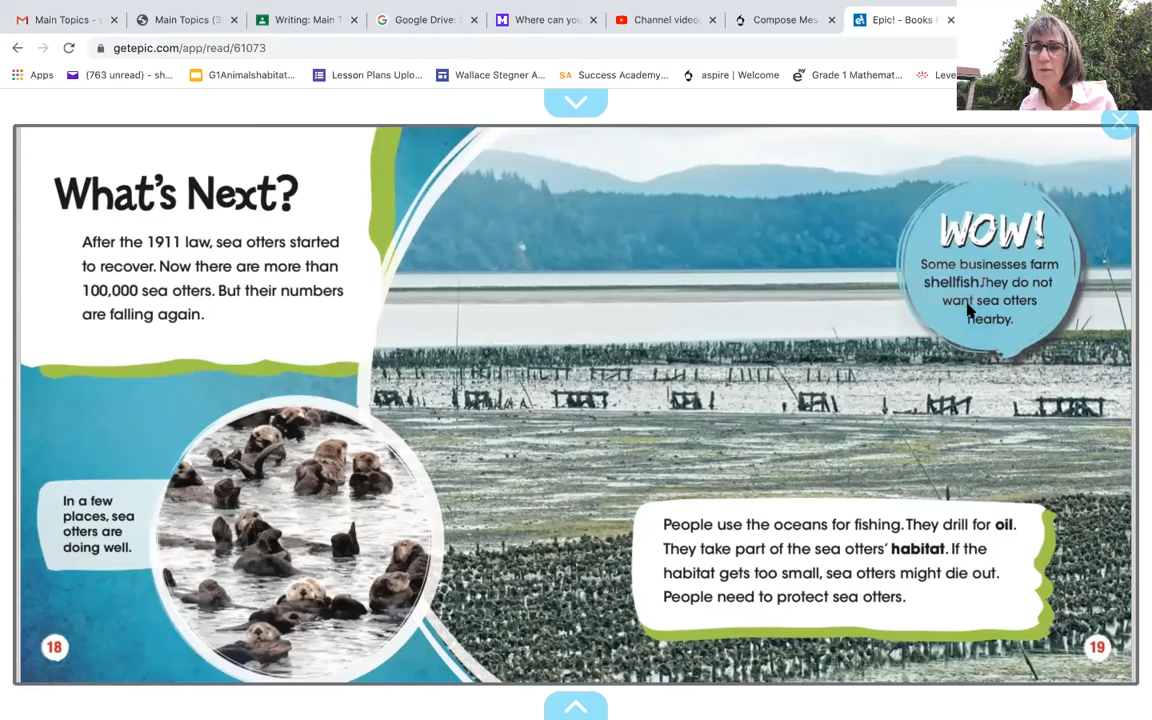 Main Topics - s
Main Topics (3
Writing: Main T
Google Drive: S
Where can you
Channel video
Compose Mes
Epic! - Books
getepic.com/app/read/61073
Apps
(763 unread) - sh...
G1Animalshabitat...
Lesson Plans Uplo...
Wallace Stegner A...
Success Academy...
aspire | Welcome
Grade 1 Mathemat...
Leve
What's Next?
After the 1911 law, sea otters started
to recover. Now there are more than
100,000 sea otters. But their numbers
are falling again.
In a few
places, sea
otters are
doing well.
18
WOW!
Some businesses farm
shellfish. They do not
want sea otters
nearby.
People use the oceans for fishing. They drill for oil.
They take part of the sea otters' habitat. If the
habitat gets too small, sea otters might die out.
People need to protect sea otters.
19